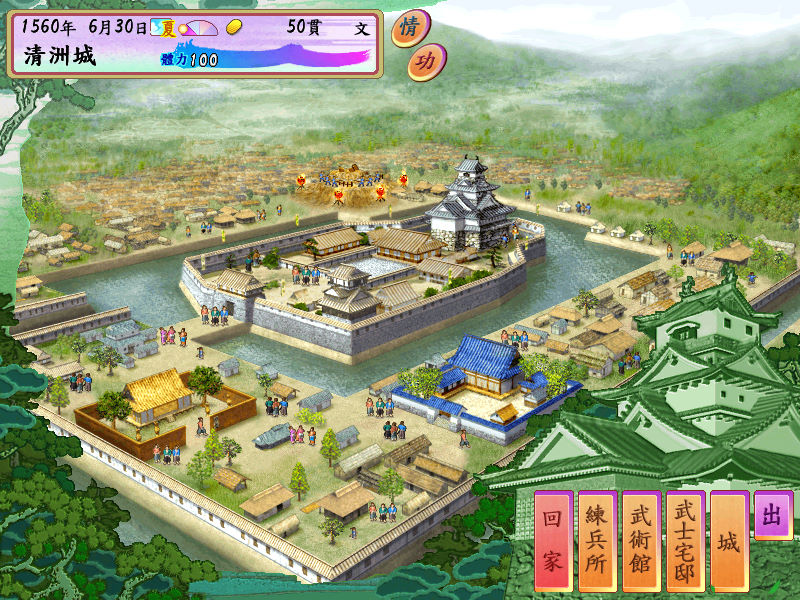 1560年 6月30日 夏 50貫 文
清洲城 體力100
情
功
回家
練兵所
武術館
武士宅邸
城
出